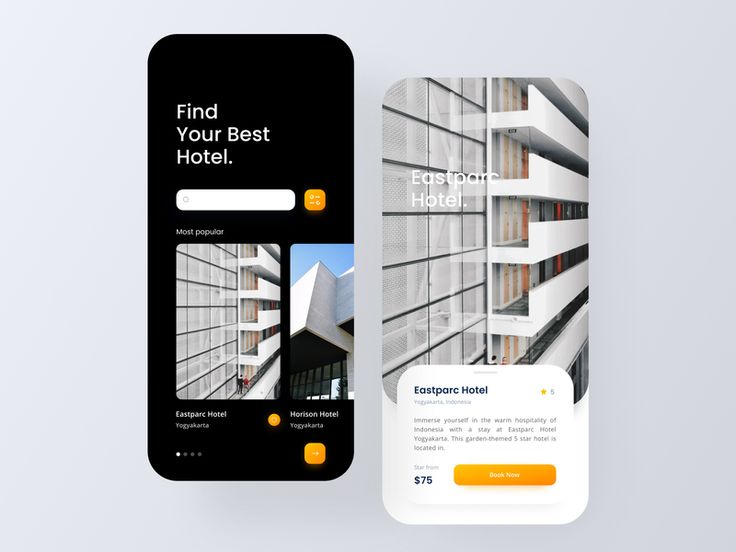 Find
Your Best
Hotel.
Most popular
Eastparc Hotel
Yogyakarta
Horison Hotel
Yogyakarta
Eastparc
Hotel.
Eastparc Hotel
5
Yogyakarta, Indonesia
Immerse yourself in the warm hospitality of
Indonesia with a stay at Eastparc Hotel
Yogyakarta. This garden-themed 5 star hotel is
located in.
Star from
$75
Book Now